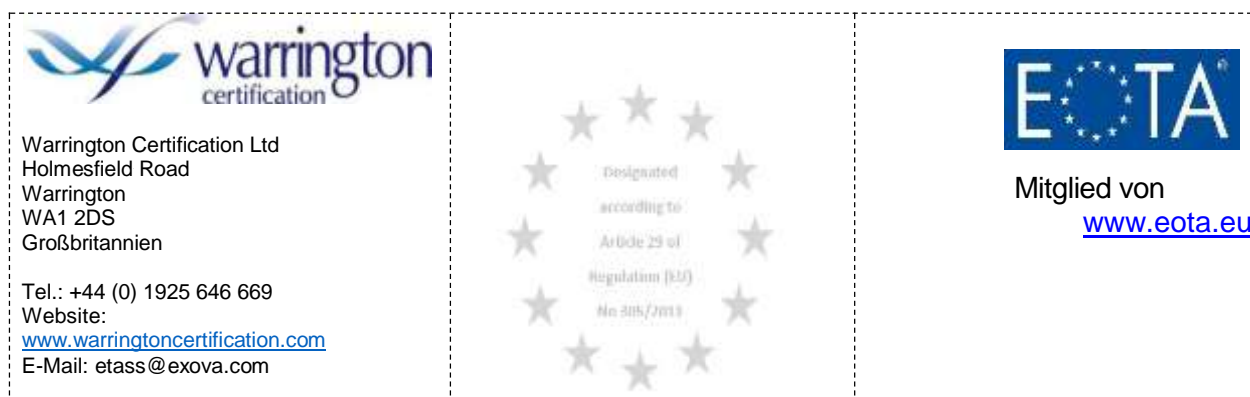 warrington
certification
Warrington Certification Ltd
Holmesfield Road
Warrington
WA1 2DS
Großbritannien
Tel.: +44 (0) 1925 646 669
Website:
www.warringtoncertification.com
E-Mail: etass@exova.com
Designated
according to
Article 29 of
Regulation (EU)
No 305/2011
EOTA®
Mitglied von
www.eota.eu